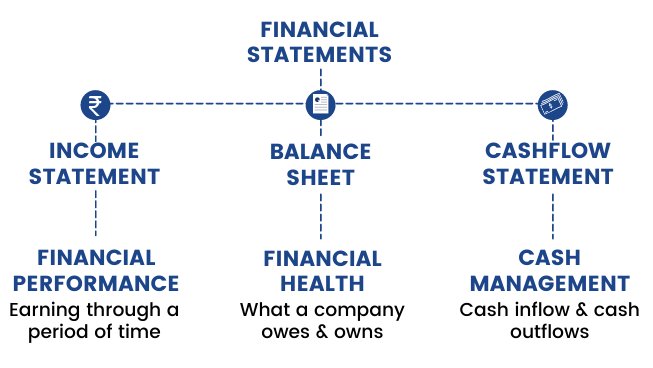 FINANCIAL
STATEMENTS
₹
INCOME
STATEMENT
BALANCE
SHEET
CASHFLOW
STATEMENT
FINANCIAL
PERFORMANCE
Earning through a
period of time
FINANCIAL
HEALTH
What a company
owes & owns
CASH
MANAGEMENT
Cash inflow & cash
outflows